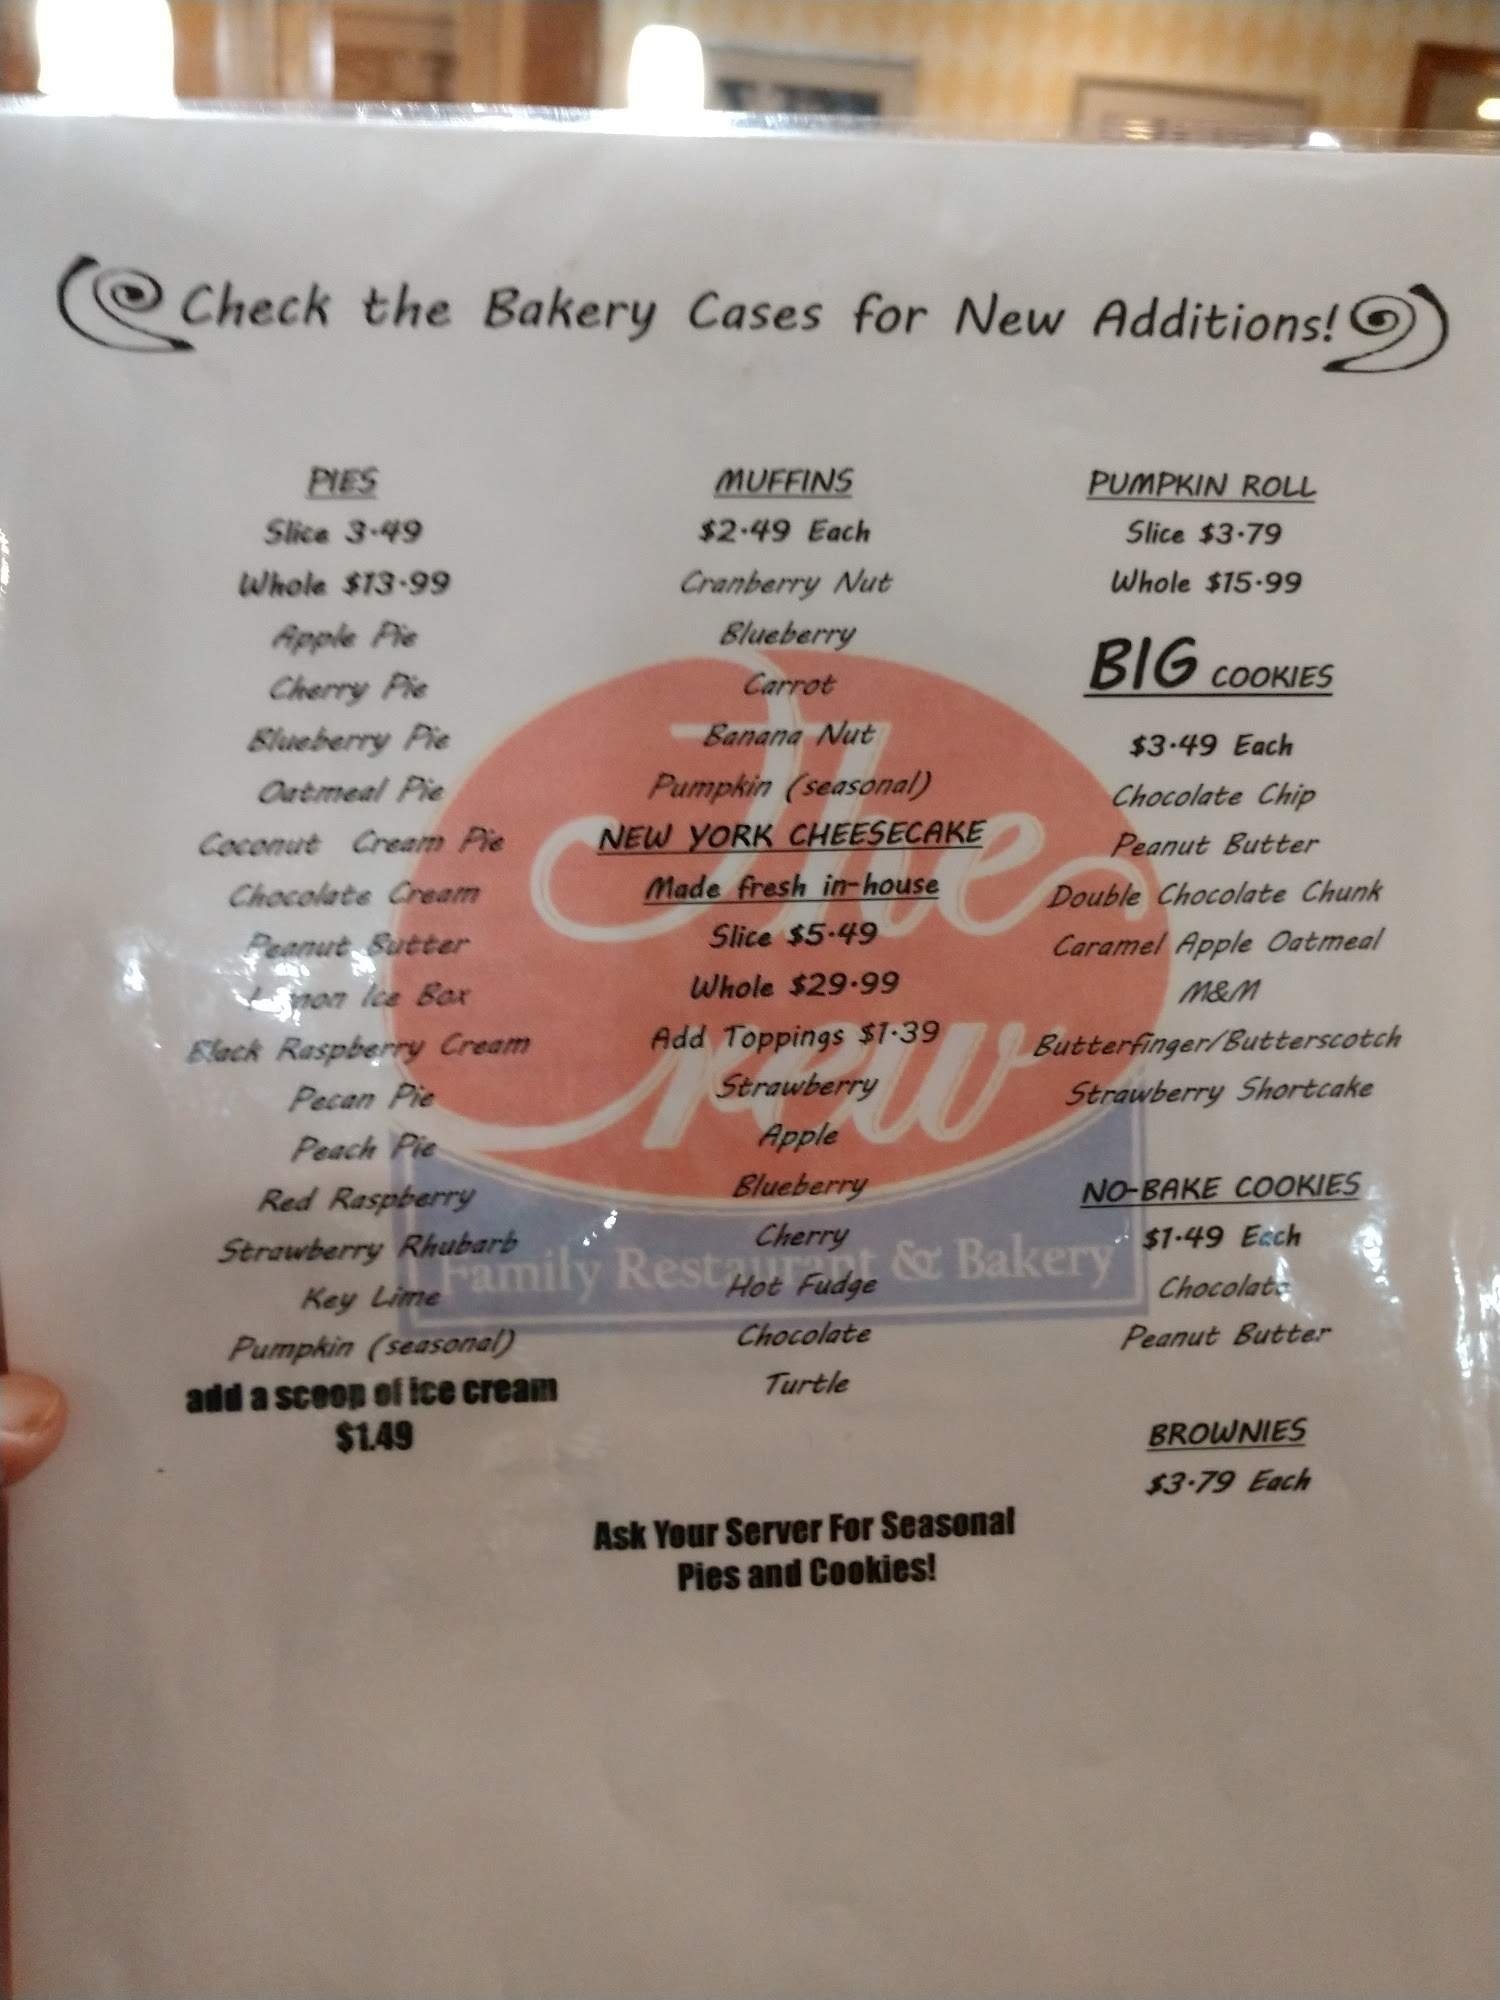 Check the Bakery Cases for New Additions!
PIES
Slice 3.49
Whole $13.99
Apple Pie
Cherry Pie
Blueberry Pie
Oatmeal Pie
Coconut Cream Pie
Chocolate Cream
Peanut Butter
Lemon Ice Box
Black Raspberry Cream
Pecan Pie
Peach Pie
Red Raspberry
Strawberry Rhubarb
Key Lime
Pumpkin (seasonal)
add a scoop of ice cream
$1.49
MUFFINS
$2.49 Each
Cranberry Nut
Blueberry
Carrot
Banana Nut
Pumpkin (seasonal)
NEW YORK CHEESECAKE
Made fresh in-house
Slice $5.49
Whole $29.99
Add Toppings $1.39
Strawberry
Apple
Blueberry
Cherry
Hot Fudge
Chocolate
Turtle
PUMPKIN ROLL
Slice $3.79
Whole $15.99
BIG COOKIES
$3.49 Each
Chocolate Chip
Peanut Butter
Double Chocolate Chunk
Caramel Apple Oatmeal
M&M
Butterfinger/Butterscotch
Strawberry Shortcake
NO-BAKE COOKIES
$1.49 Each
Chocolate
Peanut Butter
BROWNIES
$3.79 Each
Ask Your Server For Seasonal
Pies and Cookies!
The
Crew
Family Restaurant & Bakery